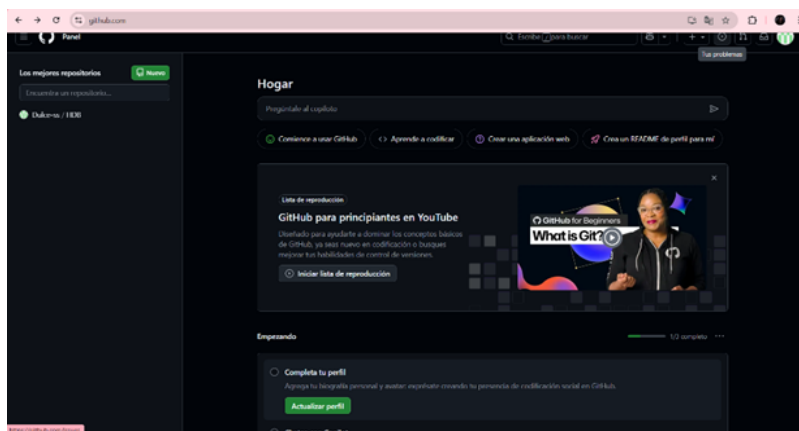 github.com
Panel
Escribe / para buscar
Tus problemas
Los mejores repositorios
Nuevo
Encuentra un repositorio...
Dulce-ss / HDB
Hogar
Pregúntale al copiloto
Comience a usar GitHub
Aprende a codificar
Crear una aplicación web
Crea un README de perfil para mí
Lista de reproducción
GitHub para principiantes en YouTube
Diseñado para ayudarte a dominar los conceptos básicos
de GitHub, ya seas nuevo en codificación o busques
mejorar tus habilidades de control de versiones.
Iniciar lista de reproducción
GitHub for Beginners
What is Git?
Empezando
1/2 completo
Completa tu perfil
Agrega tu biografía personal y avatar: exprésate creando tu presencia de codificación social en GitHub.
Actualizar perfil